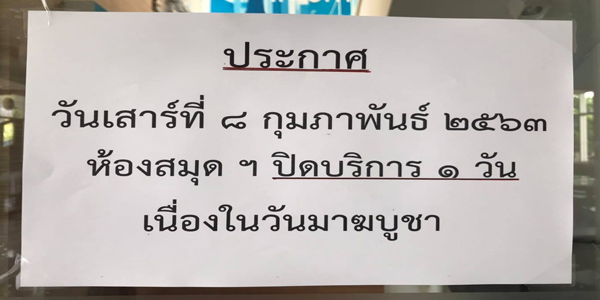 ประกาศ
วันเสาร์ที่ ๘ กุมภาพันธ์ ๒๕๖๓
ห้องสมุด ฯ ปิดบริการ ๑ วัน
เนื่องในวันมาฆบูชา